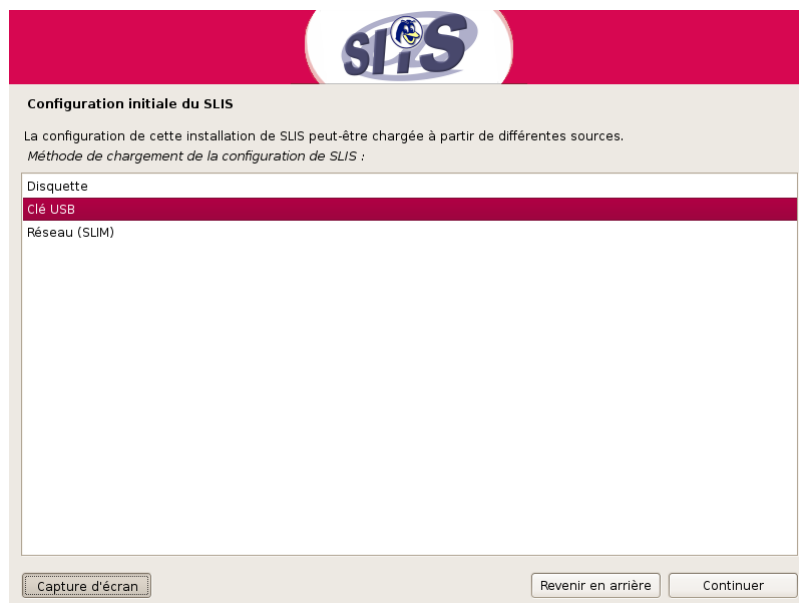 SLIS
Configuration initiale du SLIS
La configuration de cette installation de SLIS peut-être chargée à partir de différentes sources.
Méthode de chargement de la configuration de SLIS :
Disquette
Clé USB
Réseau (SLIM)
Capture d'écran
Revenir en arrière
Continuer